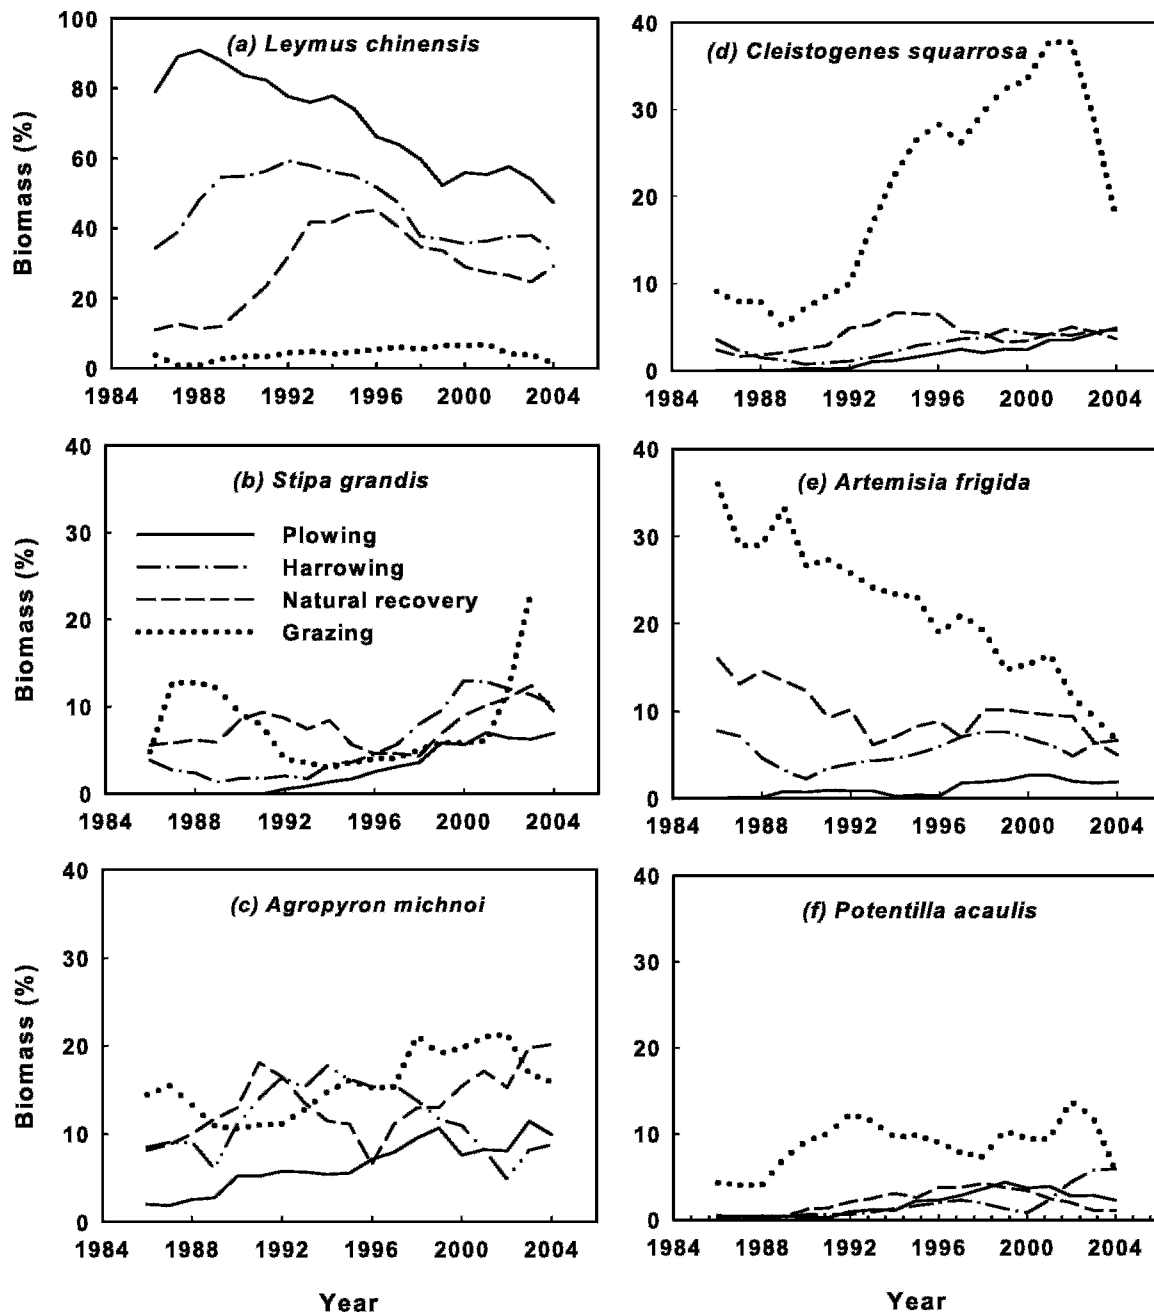 (a) Leymus chinensis
Biomass (%)
100
80
60
40
20
0
1984 1988 1992 1996 2000 2004
(d) Cleistogenes squarrosa
40
30
20
10
0
1984 1988 1992 1996 2000 2004
(b) Stipa grandis
Plowing
Harrowing
Natural recovery
Grazing
Biomass (%)
40
30
20
10
0
1984 1988 1992 1996 2000 2004
(e) Artemisia frigida
40
30
20
10
0
1984 1988 1992 1996 2000 2004
(c) Agropyron michnoi
Biomass (%)
40
30
20
10
0
1984 1988 1992 1996 2000 2004
Year
(f) Potentilla acaulis
40
30
20
10
0
1984 1988 1992 1996 2000 2004
Year